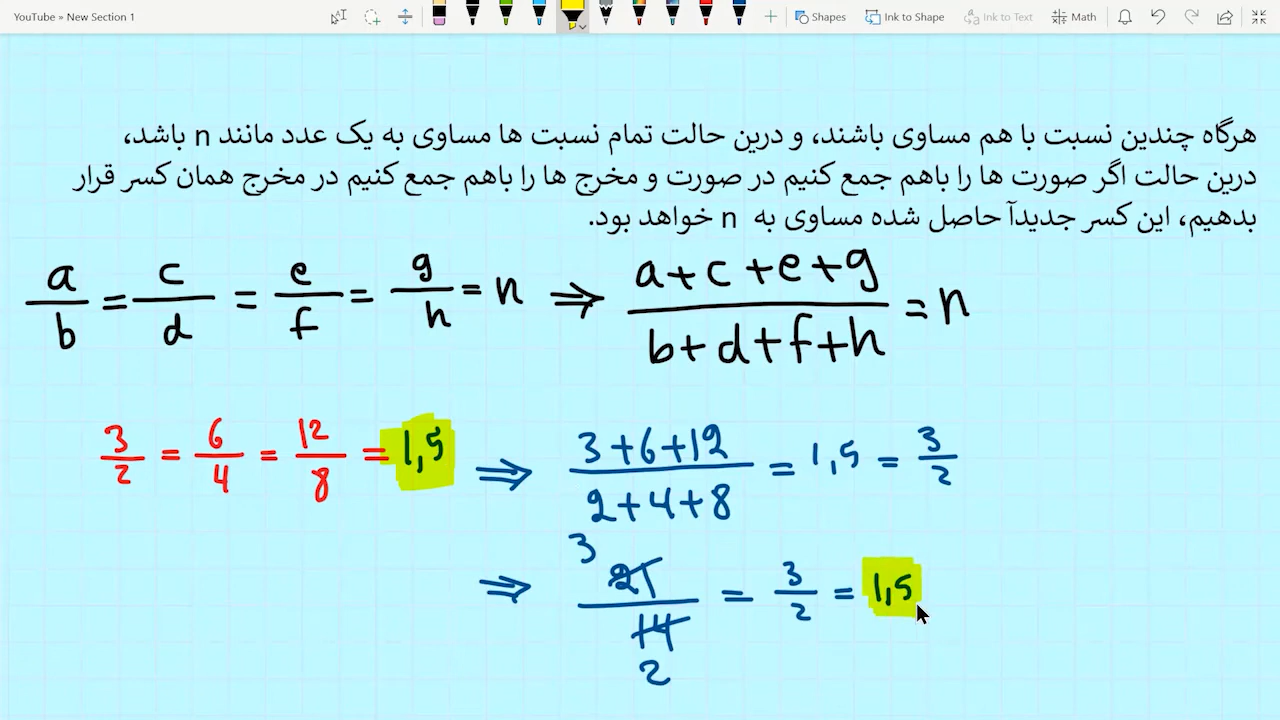 YouTube » New Section 1
Shapes Ink to Shape Ink to Text Math
هرگاه چندین نسبت با هم مساوی باشند، و درین حالت تمام نسبت ها مساوی به یک عدد مانند n باشد،
درین حالت اگر صورت ها را باهم جمع کنیم در صورت و مخرج ها را باهم جمع کنیم در مخرج همان کسر قرار
بدهیم، این کسر جدیدآ حاصل شده مساوی به n خواهد بود.
a/b = c/d = e/f = g/h = n ⇒ (a+c+e+g)/(b+d+f+h) = n
3/2 = 6/4 = 12/8 = 1,5 ⇒ (3+6+12)/(2+4+8) = 1,5 = 3/2
3
⇒ 21/14 = 3/2 = 1,5
2